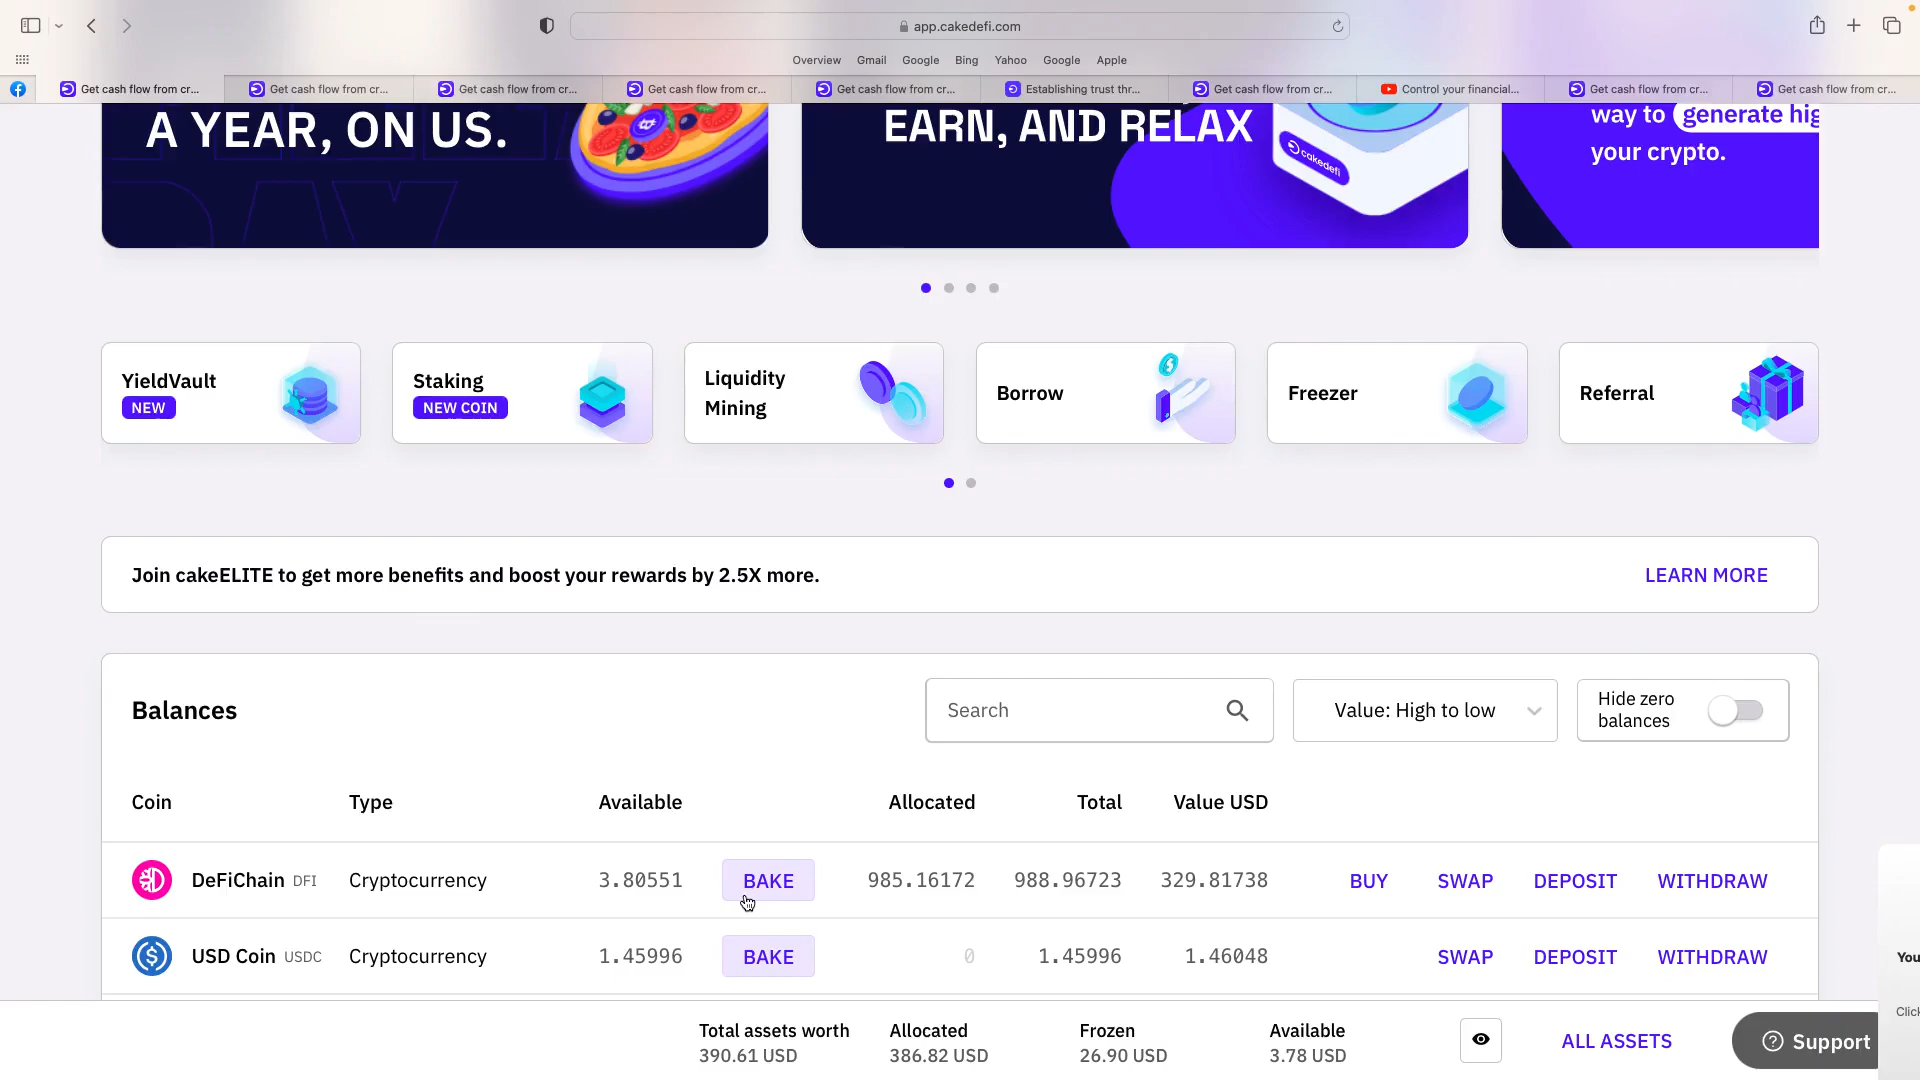 app.cakedefi.com
Overview Gmail Google Bing Yahoo Google Apple
Get cash flow from cr... Get cash flow from cr... Get cash flow from cr... Get cash flow from cr... Get cash flow from cr... Establishing trust thr... Get cash flow from cr... Control your financial... Get cash flow from cr... Get cash flow from cr...
A YEAR, ON US.
EARN, AND RELAX
cakedefi
way to generate hig
your crypto.
YieldVault
NEW
Staking
NEW COIN
Liquidity
Mining
Borrow
Freezer
Referral
Join cakeELITE to get more benefits and boost your rewards by 2.5X more.
LEARN MORE
Balances
Search
Value: High to low
Hide zero
balances
Coin Type Available Allocated Total Value USD
DeFiChain DFI Cryptocurrency 3.80551 BAKE 985.16172 988.96723 329.81738 BUY SWAP DEPOSIT WITHDRAW
USD Coin USDC Cryptocurrency 1.45996 BAKE 0 1.45996 1.46048 SWAP DEPOSIT WITHDRAW
You
Click
Total assets worth Allocated Frozen Available
390.61 USD 386.82 USD 26.90 USD 3.78 USD
ALL ASSETS
Support